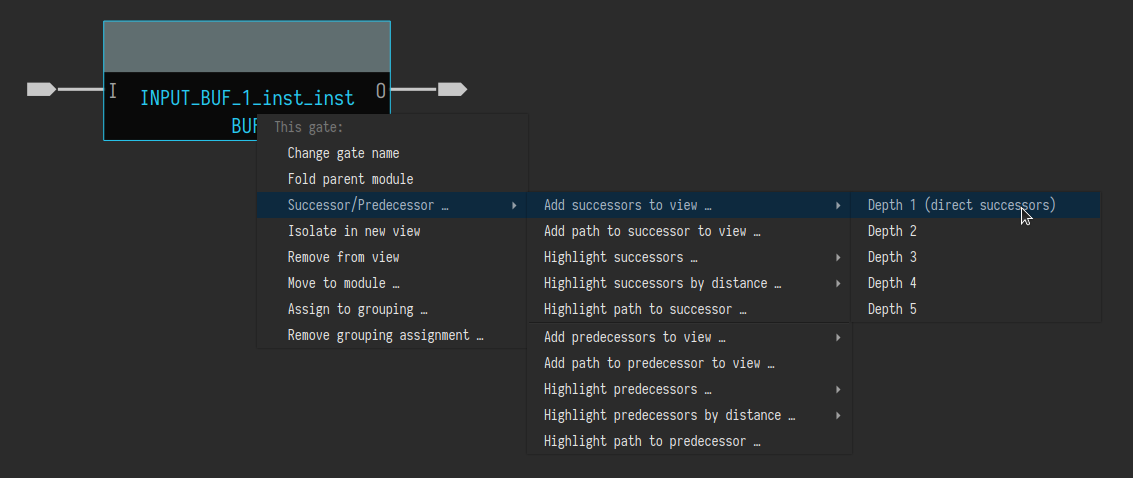 I
O
INPUT_BUF_1_inst_inst
BUF
This gate:
Change gate name
Fold parent module
Successor/Predecessor …
Isolate in new view
Remove from view
Move to module …
Assign to grouping …
Remove grouping assignment …
Add successors to view …
Add path to successor to view …
Highlight successors …
Highlight successors by distance …
Highlight path to successor …
Add predecessors to view …
Add path to predecessor to view …
Highlight predecessors …
Highlight predecessors by distance …
Highlight path to predecessor …
Depth 1 (direct successors)
Depth 2
Depth 3
Depth 4
Depth 5